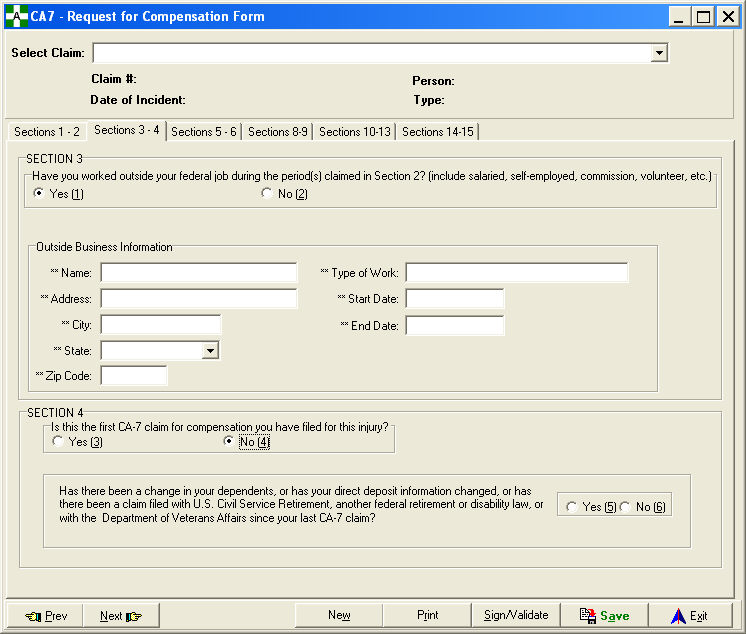 CA7 - Request for Compensation Form
Select Claim:
Claim #: Person:
Date of Incident: Type:
Sections 1 - 2 Sections 3 - 4 Sections 5 - 6 Sections 8-9 Sections 10-13 Sections 14-15
SECTION 3
Have you worked outside your federal job during the period(s) claimed in Section 2? (include salaried, self-employed, commission, volunteer, etc.)
Yes (1) No (2)
Outside Business Information
** Name: ** Type of Work:
** Address: ** Start Date:
** City: ** End Date:
** State:
** Zip Code:
SECTION 4
Is this the first CA-7 claim for compensation you have filed for this injury?
Yes (3) No (4)
Has there been a change in your dependents, or has your direct deposit information changed, or has
there been a claim filed with U.S. Civil Service Retirement, another federal retirement or disability law, or
with the Department of Veterans Affairs since your last CA-7 claim?
Yes (5) No (6)
Prev Next New Print Sign/Validate Save Exit